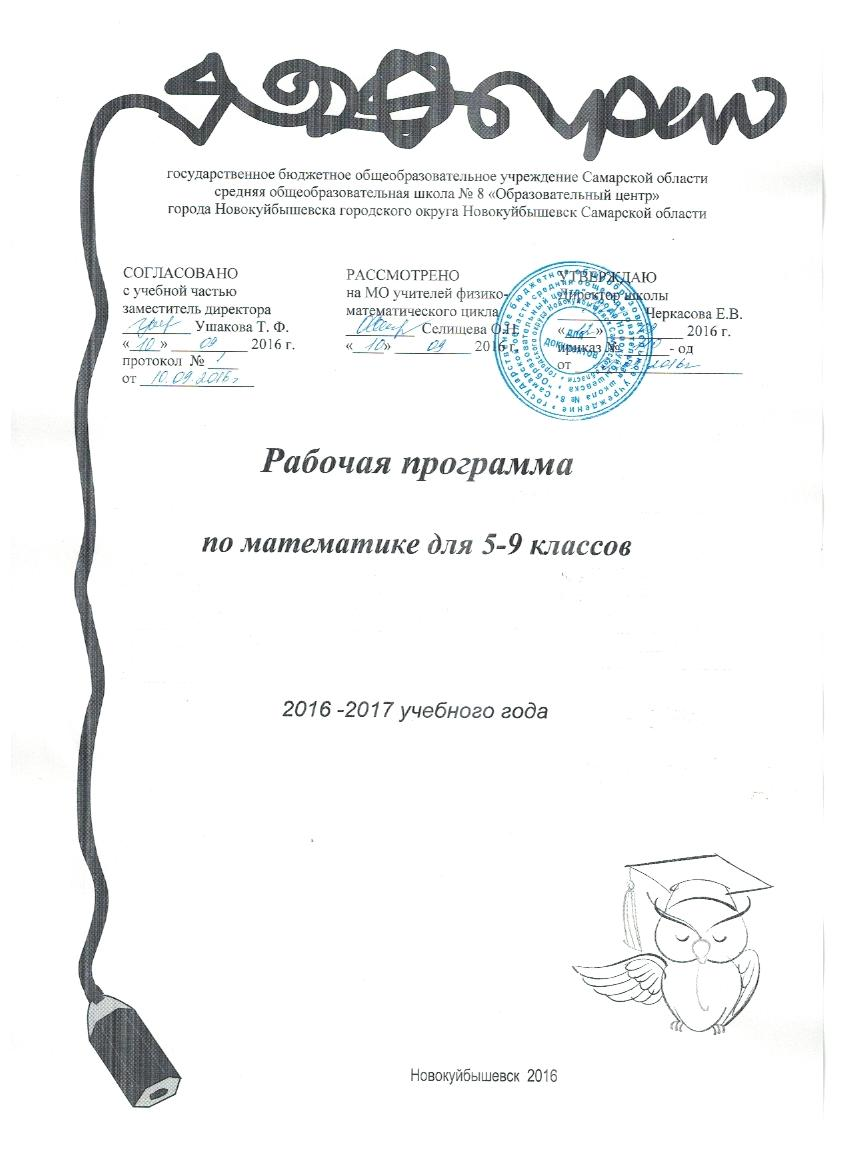 государственное бюджетное общеобразовательное учреждение Самарской области
средняя общеобразовательная школа № 8 «Образовательный центр»
города Новокуйбышевска городского округа Новокуйбышевск Самарской области
СОГЛАСОВАНО
с учебной частью
заместитель директора
Ушакова Т. Ф.
« 10 » 09 2016 г.
протокол № 1
от 10.09.2016г
РАССМОТРЕНО
на МО учителей физико-
математического цикла
Селищева О.Н.
« 10» 09 2016 г.
УТВЕРЖДАЮ
Директор школы
Черкасова Е.В.
2016 г.
приказ № - од
от 2016г
ДЛЯ
ДОКУМЕНТОВ
Рабочая программа
по математике для 5-9 классов
2016 -2017 учебного года
Новокуйбышевск 2016